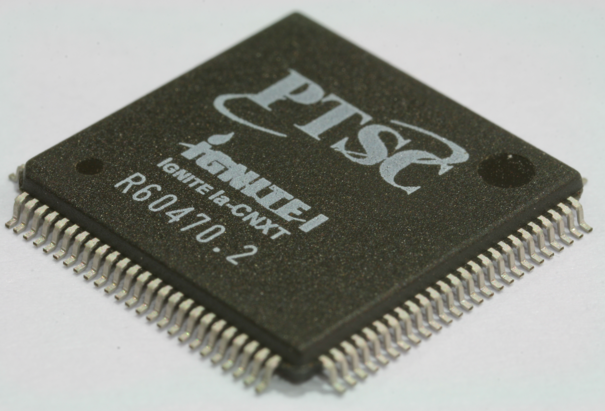 PTSC
IGNITE I
IGNITE Ia-CNXT
R60470.2